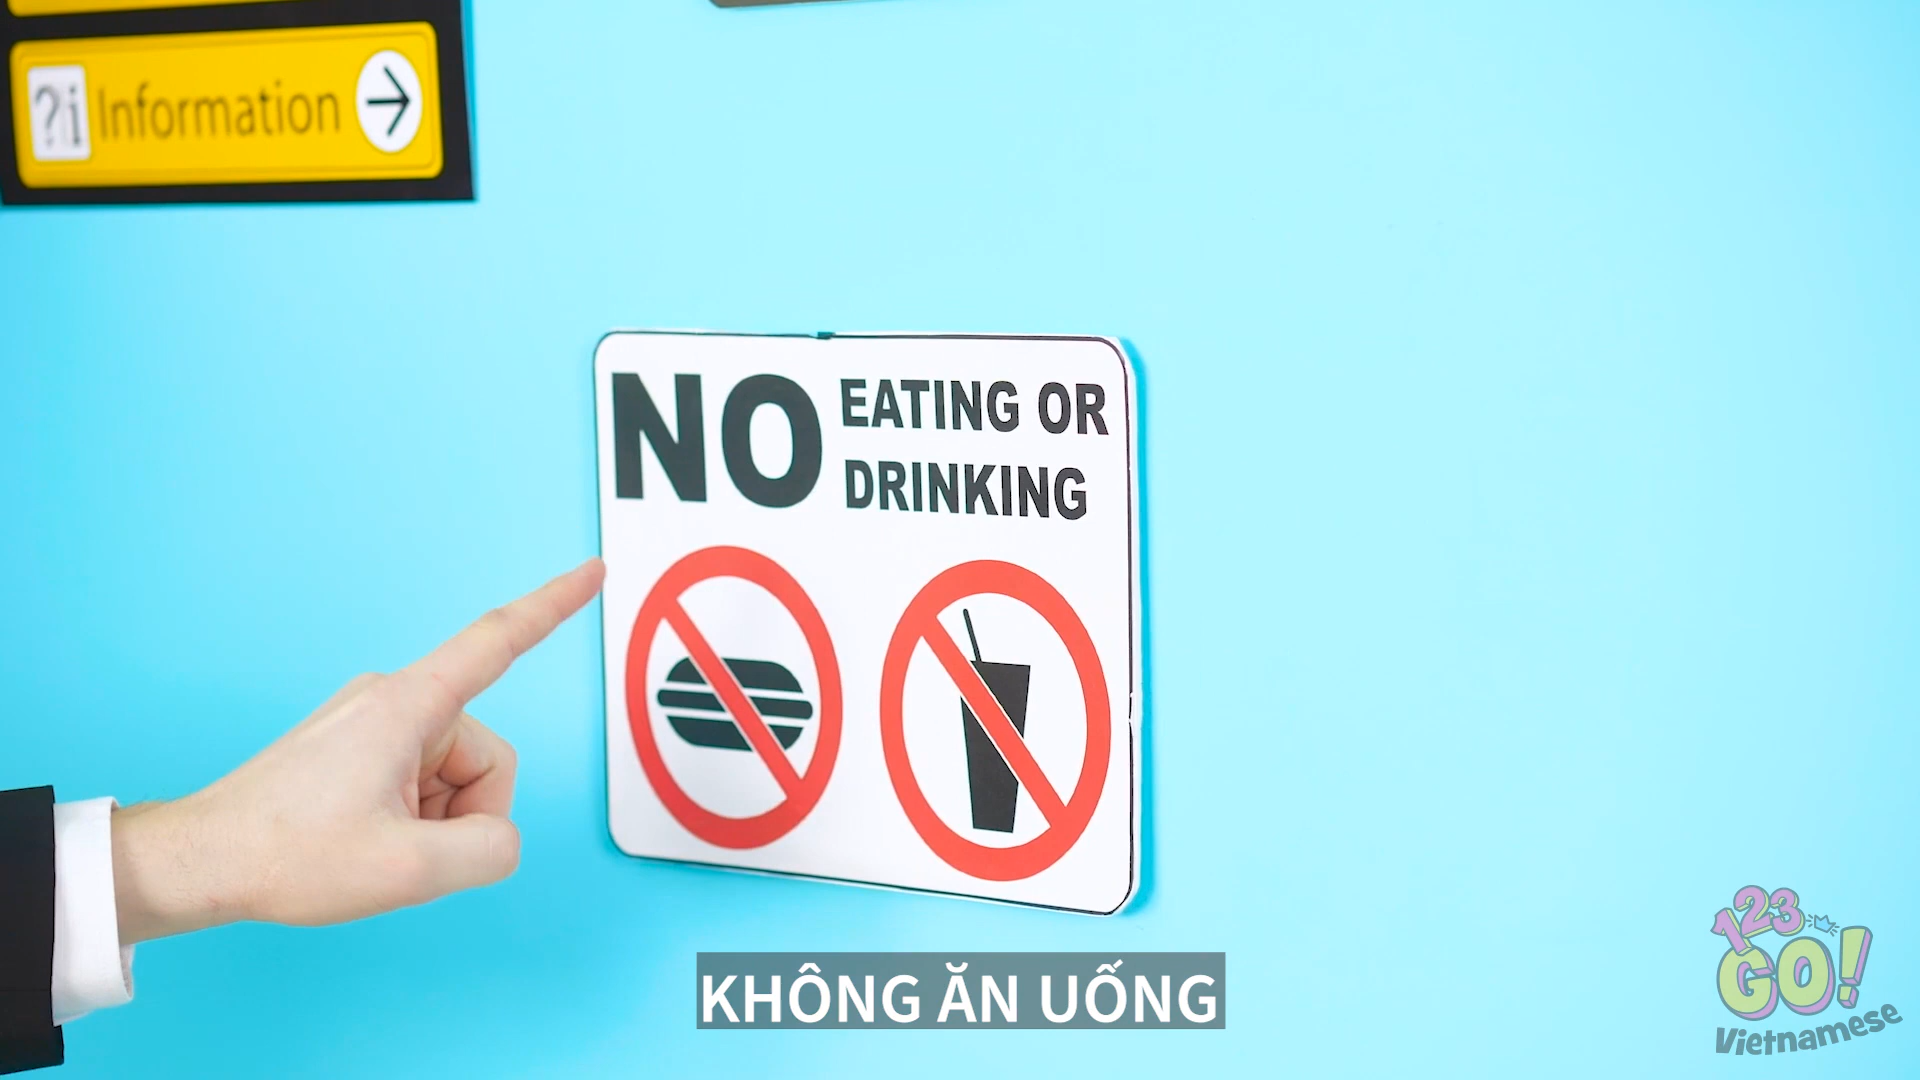 ?i Information
NO EATING OR
DRINKING
KHÔNG ĂN UỐNG
123
GO!
Vietnamese